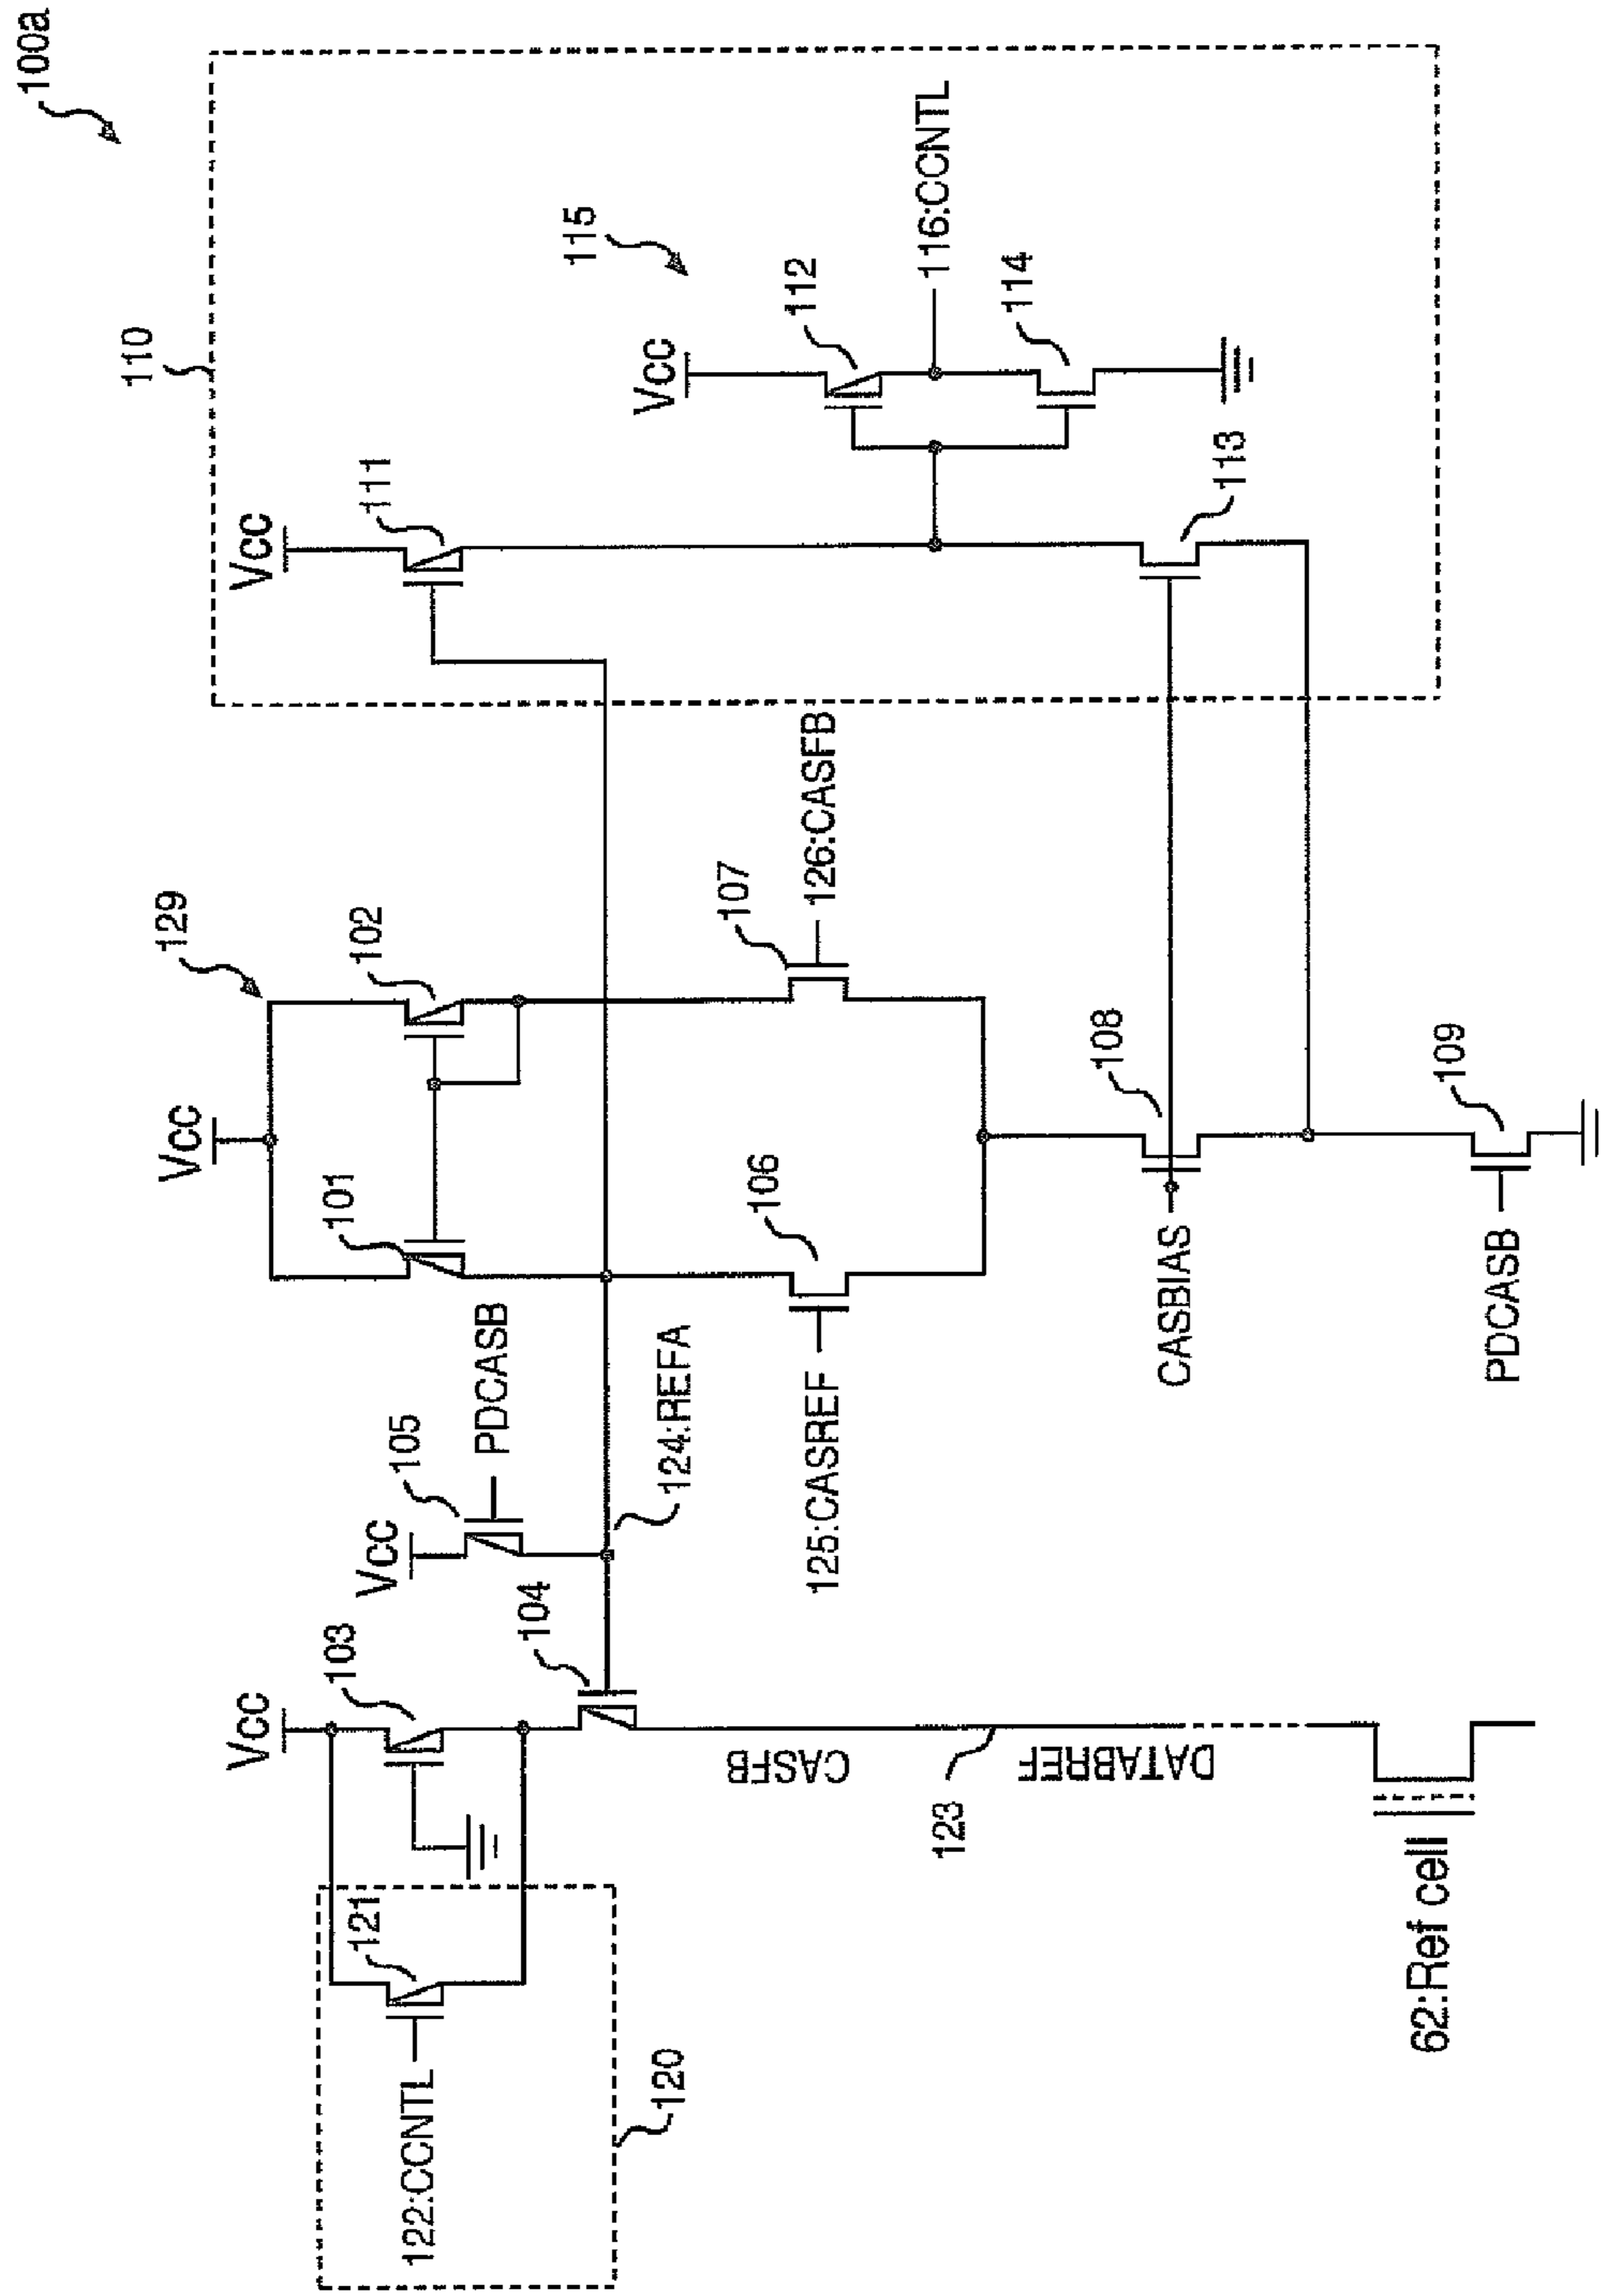 100a
110
115
Vcc
112
116:CCNTL
114
Vcc
111
113
129
Vcc
101
102
107
126:CASFB
106
125:CASREF
108
CASBIAS
109
PDCASB
105
Vcc
PDCASB
124:REFA
104
Vcc
103
CASFB
123
DATABREF
62:Ref cell
121
122:CCNTL
120